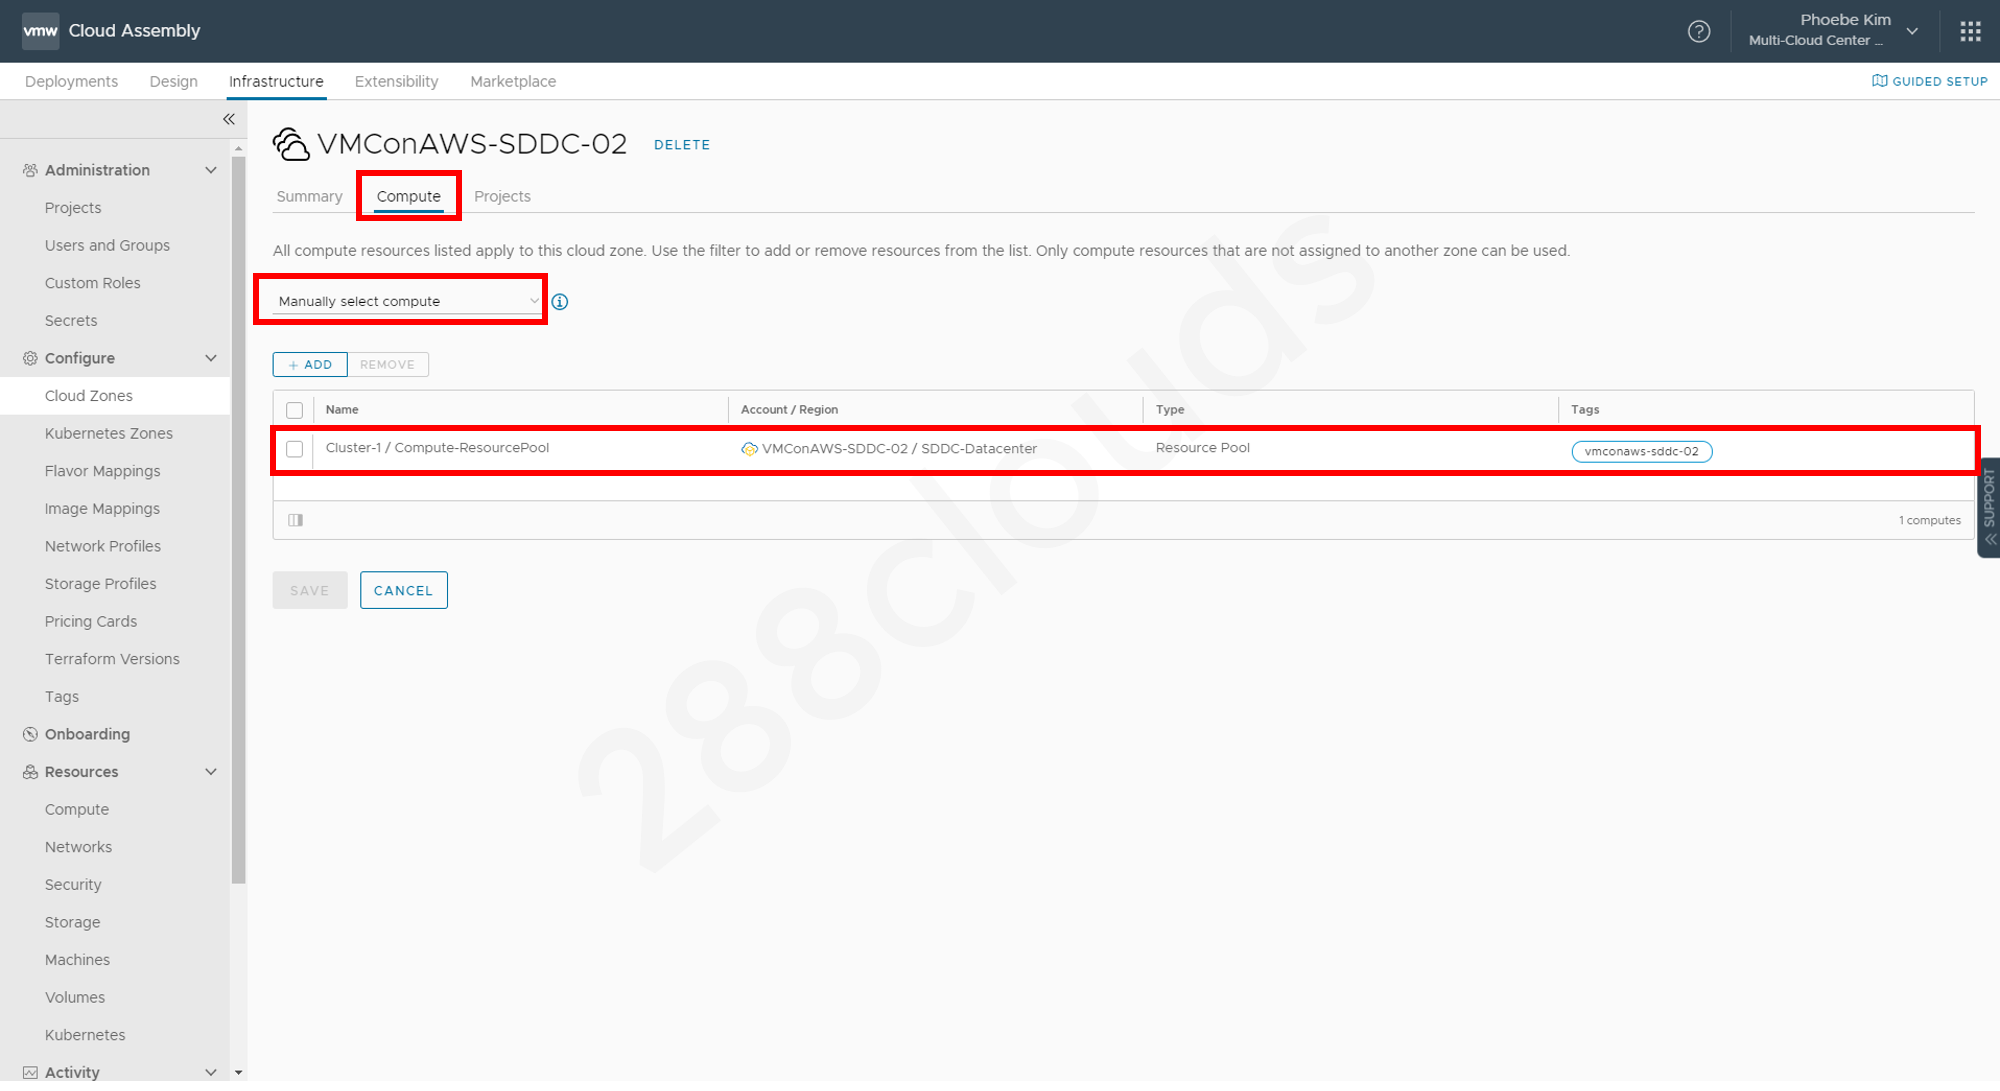 vmw Cloud Assembly
Phoebe Kim
Multi-Cloud Center ...
Deployments Design Infrastructure Extensibility Marketplace
GUIDED SETUP
VMConAWS-SDDC-02 DELETE
Summary Compute Projects
All compute resources listed apply to this cloud zone. Use the filter to add or remove resources from the list. Only compute resources that are not assigned to another zone can be used.
Manually select compute
+ ADD REMOVE
Name Account / Region Type Tags
Cluster-1 / Compute-ResourcePool VMConAWS-SDDC-02 / SDDC-Datacenter Resource Pool vmconaws-sddc-02
1 computes
SAVE CANCEL
Administration
Projects
Users and Groups
Custom Roles
Secrets
Configure
Cloud Zones
Kubernetes Zones
Flavor Mappings
Image Mappings
Network Profiles
Storage Profiles
Pricing Cards
Terraform Versions
Tags
Onboarding
Resources
Compute
Networks
Security
Storage
Machines
Volumes
Kubernetes
Activity
SUPPORT
288clouds